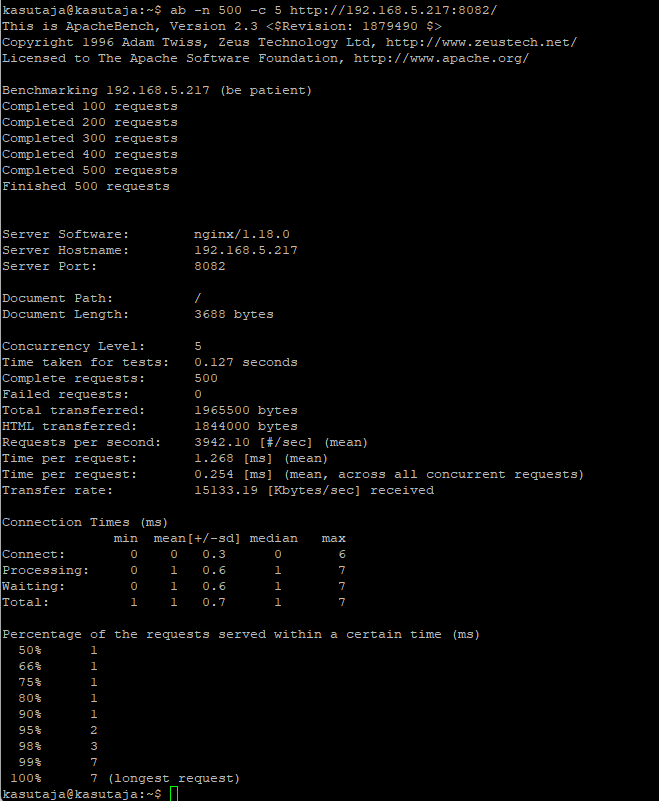 kasutaja@kasutaja:~$ ab -n 500 -c 5 http://192.168.5.217:8082/
This is ApacheBench, Version 2.3 <$Revision: 1879490 $>
Copyright 1996 Adam Twiss, Zeus Technology Ltd, http://www.zeustech.net/
Licensed to The Apache Software Foundation, http://www.apache.org/

Benchmarking 192.168.5.217 (be patient)
Completed 100 requests
Completed 200 requests
Completed 300 requests
Completed 400 requests
Completed 500 requests
Finished 500 requests


Server Software:        nginx/1.18.0
Server Hostname:        192.168.5.217
Server Port:            8082

Document Path:          /
Document Length:        3688 bytes

Concurrency Level:      5
Time taken for tests:   0.127 seconds
Complete requests:      500
Failed requests:        0
Total transferred:      1965500 bytes
HTML transferred:       1844000 bytes
Requests per second:    3942.10 [#/sec] (mean)
Time per request:       1.268 [ms] (mean)
Time per request:       0.254 [ms] (mean, across all concurrent requests)
Transfer rate:          15133.19 [Kbytes/sec] received

Connection Times (ms)
              min  mean[+/-sd] median   max
Connect:        0    0   0.3      0       6
Processing:     0    1   0.6      1       7
Waiting:        0    1   0.6      1       7
Total:          1    1   0.7      1       7

Percentage of the requests served within a certain time (ms)
  50%      1
  66%      1
  75%      1
  80%      1
  90%      1
  95%      2
  98%      3
  99%      7
 100%      7 (longest request)
kasutaja@kasutaja:~$